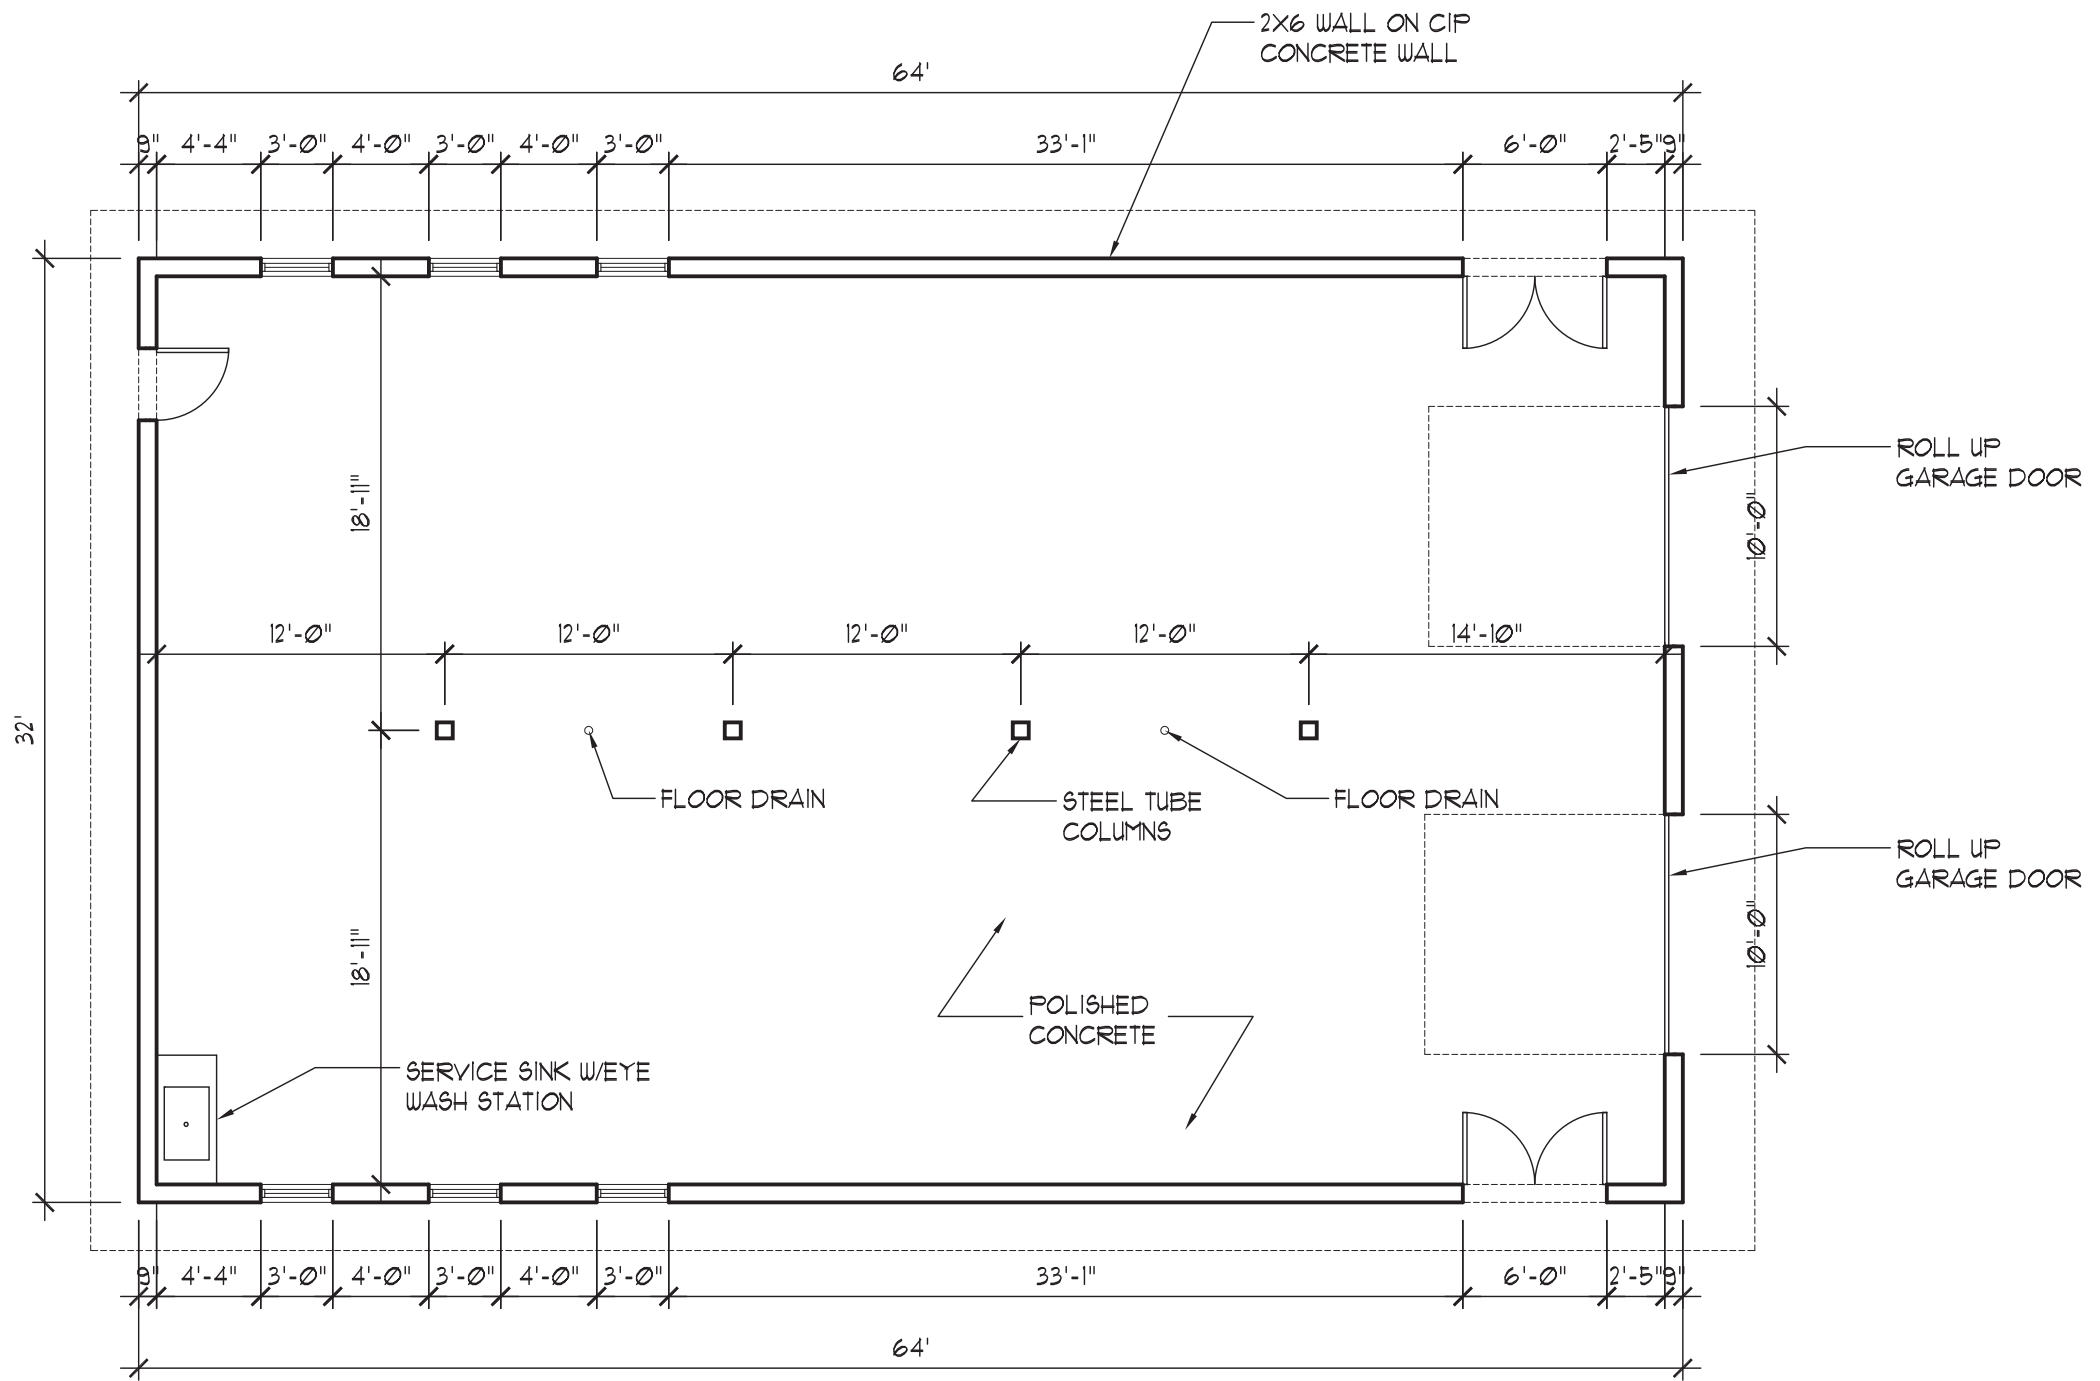 2X6 WALL ON CIP
CONCRETE WALL
64'
9" 4'-4" 3'-0" 4'-0" 3'-0" 4'-0" 3'-0" 33'-1" 6'-0" 2'-5" 9"
ROLL UP
GARAGE DOOR
18'-11"
10'-0"
12'-0" 12'-0" 12'-0" 12'-0" 14'-10"
32'
FLOOR DRAIN
STEEL TUBE
COLUMNS
FLOOR DRAIN
ROLL UP
GARAGE DOOR
18'-11"
10'-0"
POLISHED
CONCRETE
SERVICE SINK W/EYE
WASH STATION
9" 4'-4" 3'-0" 4'-0" 3'-0" 4'-0" 3'-0" 33'-1" 6'-0" 2'-5" 9"
64'